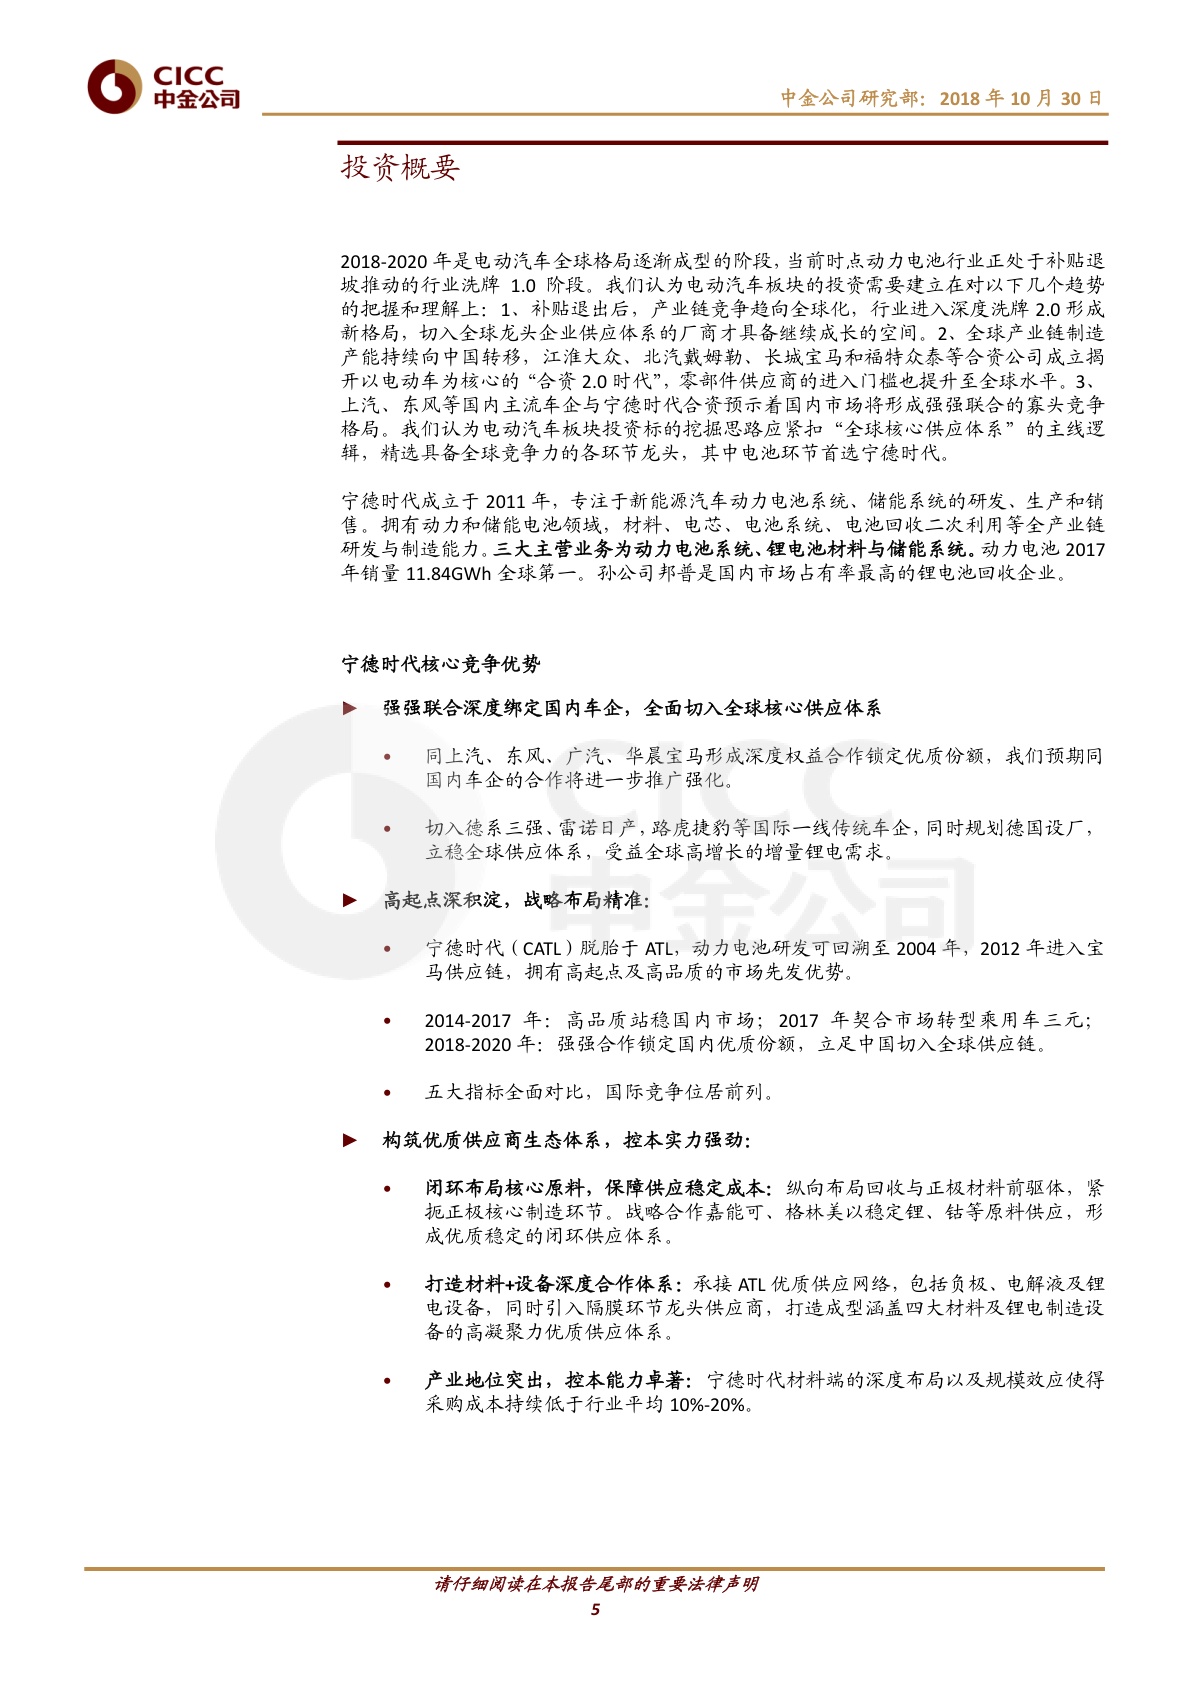 CICC
中金公司
中金公司研究部：2018 年 10 月 30 日
投资概要
2018-2020 年是电动汽车全球格局逐渐成型的阶段，当前时点动力电池行业正处于补贴退
坡推动的行业洗牌 1.0 阶段。我们认为电动汽车板块的投资需要建立在对以下几个趋势
的把握和理解上：1、补贴退出后，产业链竞争趋向全球化，行业进入深度洗牌 2.0 形成
新格局，切入全球龙头企业供应体系的厂商才具备继续成长的空间。2、全球产业链制造
产能持续向中国转移，江淮大众、北汽戴姆勒、长城宝马和福特众泰等合资公司成立揭
开以电动车为核心的“合资 2.0 时代”，零部件供应商的进入门槛也提升至全球水平。3、
上汽、东风等国内主流车企与宁德时代合资预示着国内市场将形成强强联合的寡头竞争
格局。我们认为电动汽车板块投资标的挖掘思路应紧扣“全球核心供应体系”的主线逻
辑，精选具备全球竞争力的各环节龙头，其中电池环节首选宁德时代。
宁德时代成立于 2011 年，专注于新能源汽车动力电池系统、储能系统的研发、生产和销
售。拥有动力和储能电池领域，材料、电芯、电池系统、电池回收二次利用等全产业链
研发与制造能力。三大主营业务为动力电池系统、锂电池材料与储能系统。动力电池 2017
年销量 11.84GWh 全球第一。孙公司邦普是国内市场占有率最高的锂电池回收企业。
宁德时代核心竞争优势
► 强强联合深度绑定国内车企，全面切入全球核心供应体系
• 同上汽、东风、广汽、华晨宝马形成深度权益合作锁定优质份额，我们预期同
国内车企的合作将进一步推广强化。
• 切入德系三强、雷诺日产，路虎捷豹等国际一线传统车企，同时规划德国设厂，
立稳全球供应体系，受益全球高增长的增量锂电需求。
► 高起点深积淀，战略布局精准：
• 宁德时代（CATL）脱胎于 ATL，动力电池研发可回溯至 2004 年，2012 年进入宝
马供应链，拥有高起点及高品质的市场先发优势。
• 2014-2017 年：高品质站稳国内市场；2017 年契合市场转型乘用车三元；
2018-2020 年：强强合作锁定国内优质份额，立足中国切入全球供应链。
• 五大指标全面对比，国际竞争位居前列。
► 构筑优质供应商生态体系，控本实力强劲：
• 闭环布局核心原料，保障供应稳定成本：纵向布局回收与正极材料前驱体，紧
扼正极核心制造环节。战略合作嘉能可、格林美以稳定锂、钴等原料供应，形
成优质稳定的闭环供应体系。
• 打造材料+设备深度合作体系：承接 ATL 优质供应网络，包括负极、电解液及锂
电设备，同时引入隔膜环节龙头供应商，打造成型涵盖四大材料及锂电制造设
备的高凝聚力优质供应体系。
• 产业地位突出，控本能力卓著：宁德时代材料端的深度布局以及规模效应使得
采购成本持续低于行业平均 10%-20%。
CICC
中金公司
请仔细阅读在本报告尾部的重要法律声明
5